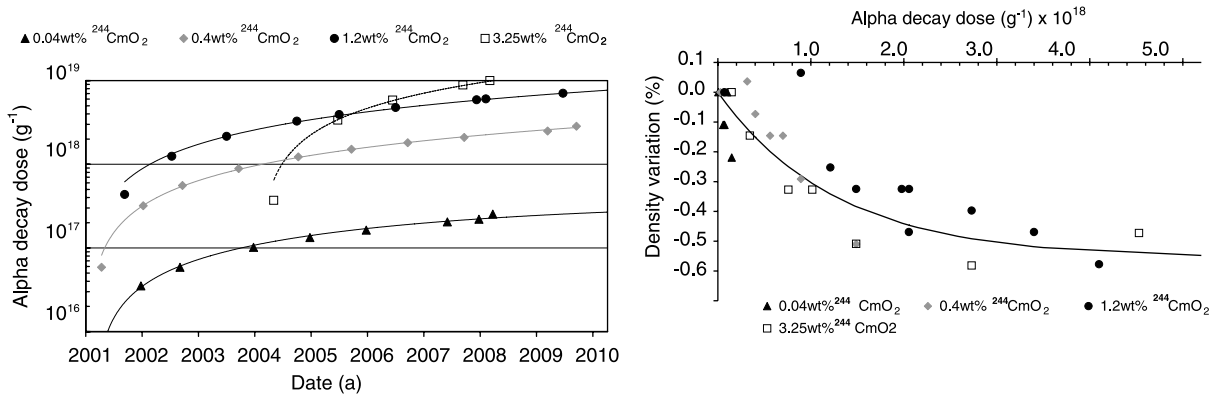 0.04wt% ²⁴⁴CmO₂ 0.4wt% ²⁴⁴CmO₂ 1.2wt% ²⁴⁴CmO₂ 3.25wt% ²⁴⁴CmO₂
Alpha decay dose (g⁻¹)
10¹⁹
10¹⁸
10¹⁷
10¹⁶
2001 2002 2003 2004 2005 2006 2007 2008 2009 2010
Date (a)
Alpha decay dose (g⁻¹) x 10¹⁸
1.0 2.0 3.0 4.0 5.0
Density variation (%)
0.1
0.0
-0.1
-0.2
-0.3
-0.4
-0.5
-0.6
0.04wt%²⁴⁴ CmO₂ 0.4wt% ²⁴⁴CmO₂ 1.2wt% ²⁴⁴CmO₂
3.25wt%²⁴⁴ CmO2